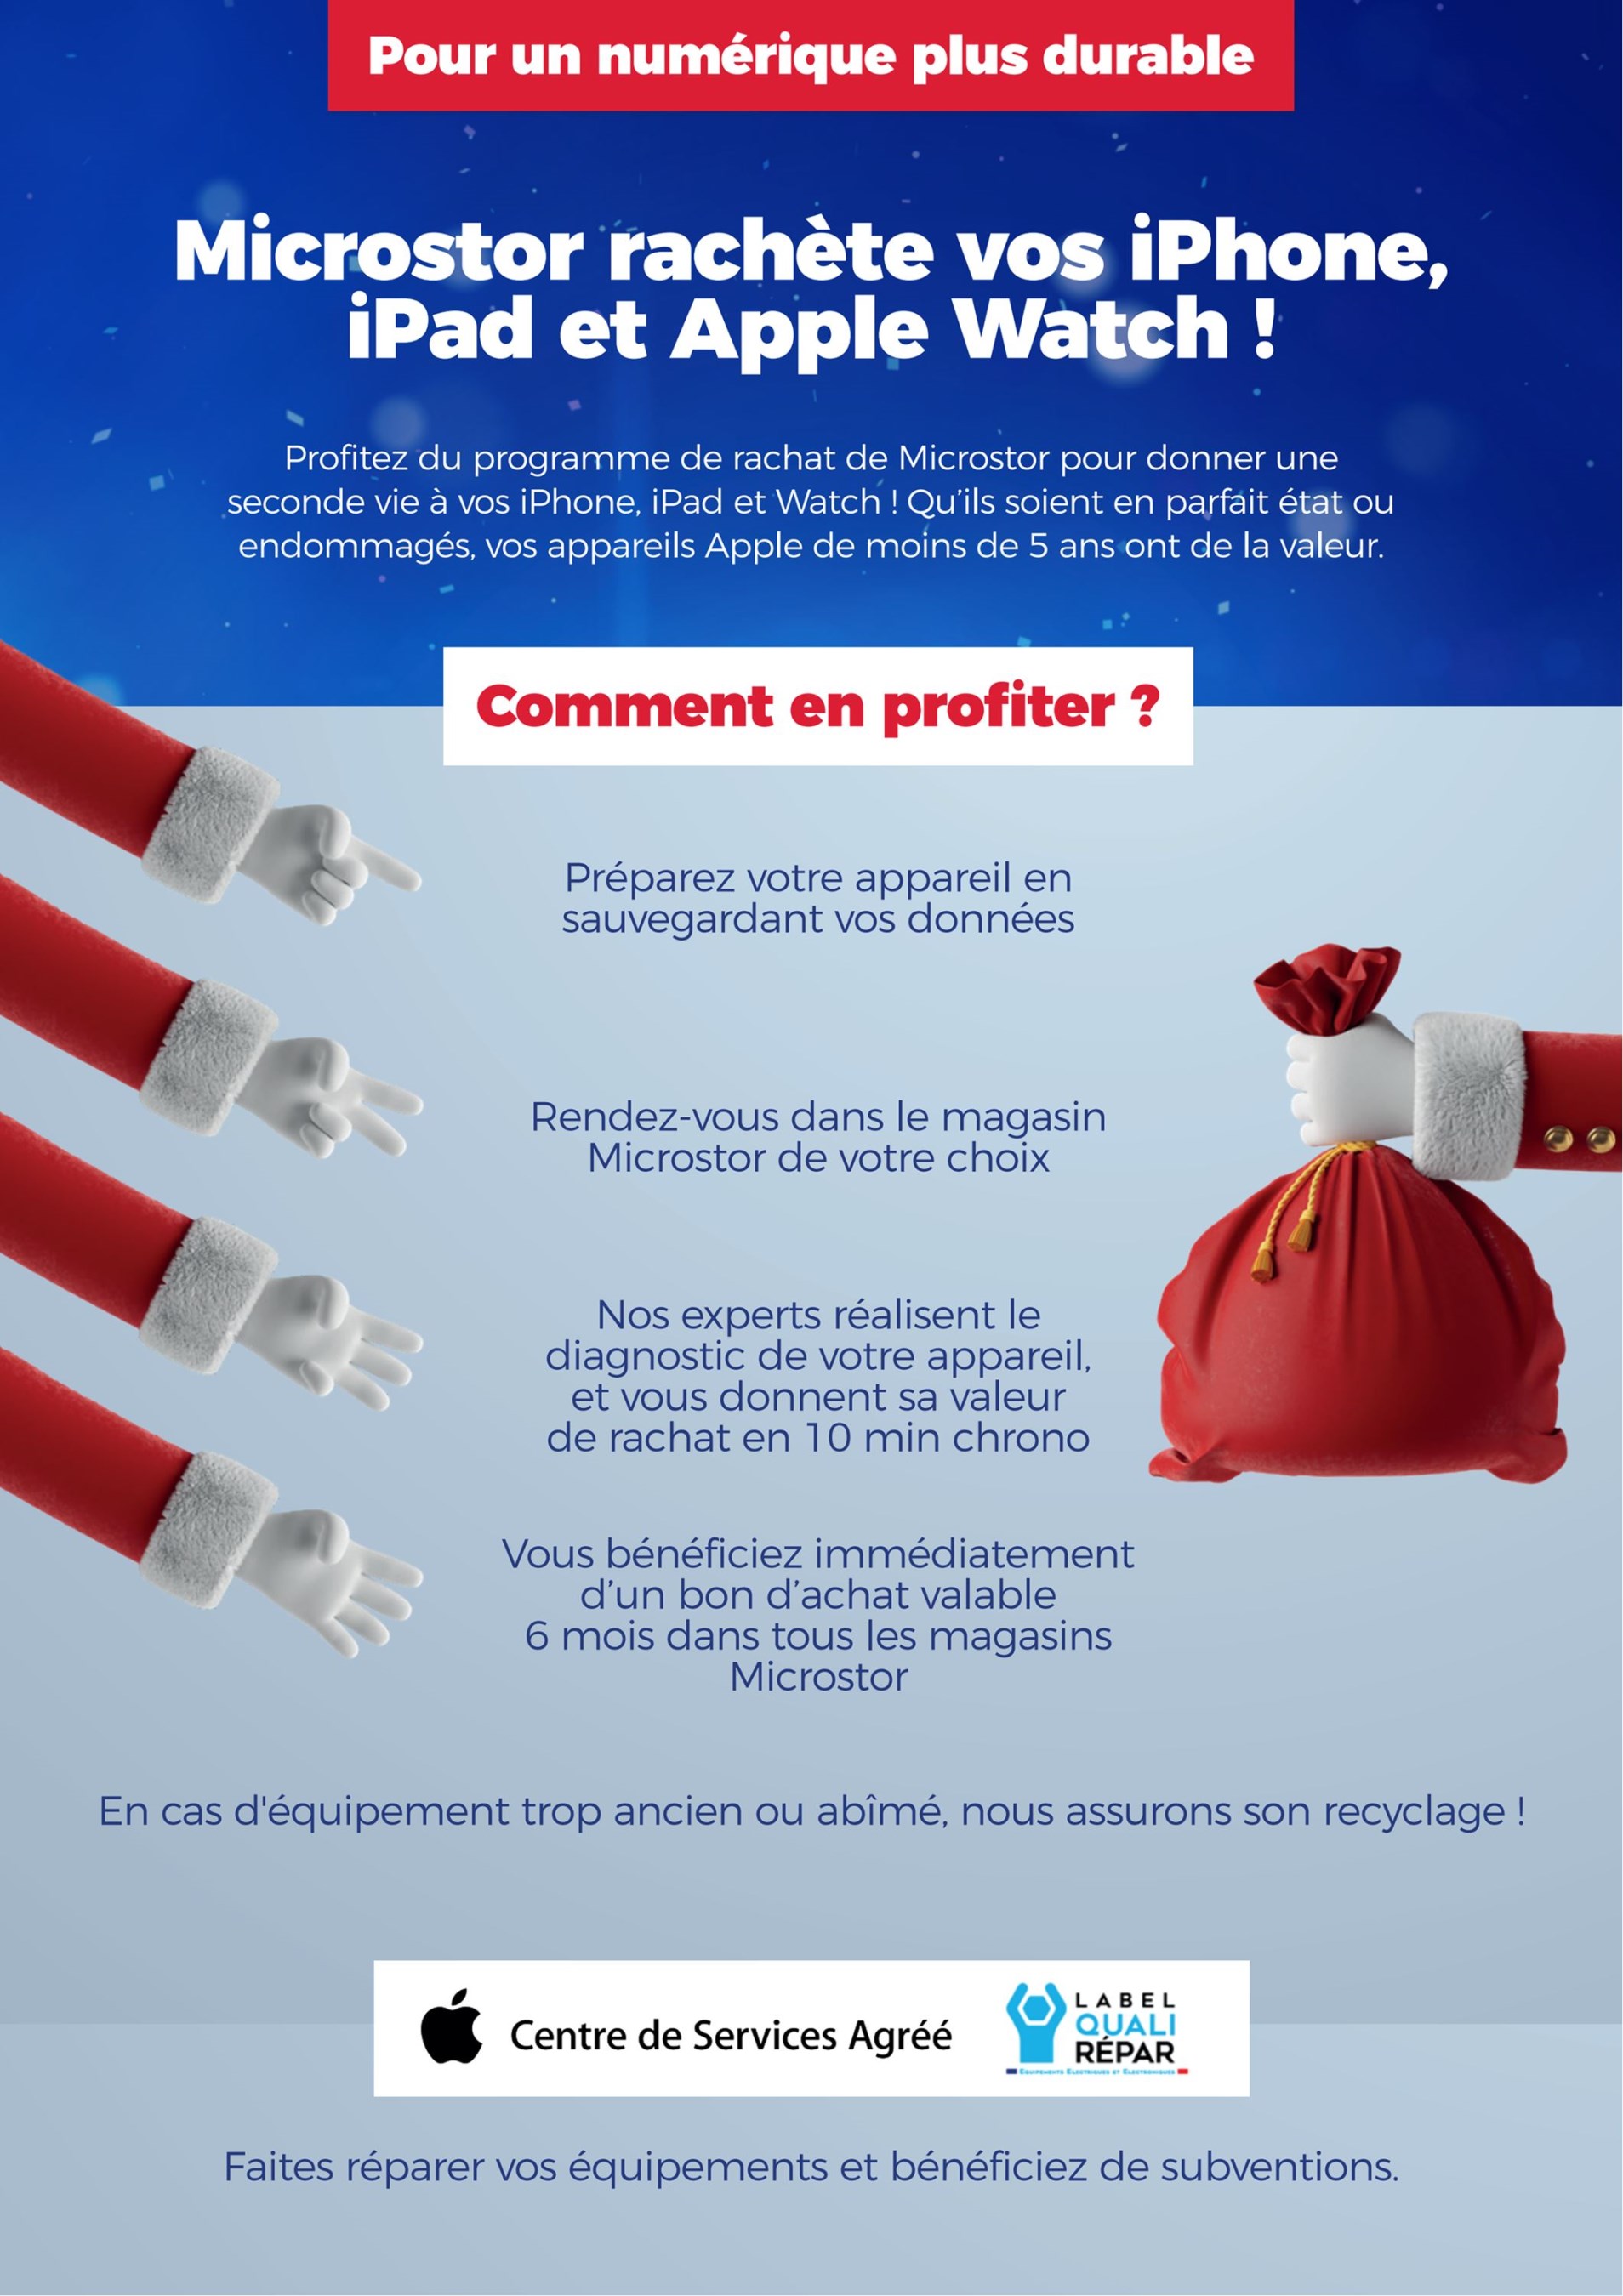 Pour un numérique plus durable
Microstor rachète vos iPhone,
iPad et Apple Watch !
Profitez du programme de rachat de Microstor pour donner une
seconde vie à vos iPhone, iPad et Watch ! Qu’ils soient en parfait état ou
endommagés, vos appareils Apple de moins de 5 ans ont de la valeur.
Comment en profiter ?
Préparez votre appareil en
sauvegardant vos données
Rendez-vous dans le magasin
Microstor de votre choix
Nos experts réalisent le
diagnostic de votre appareil,
et vous donnent sa valeur
de rachat en 10 min chrono
Vous bénéficiez immédiatement
d’un bon d’achat valable
6 mois dans tous les magasins
Microstor
En cas d'équipement trop ancien ou abîmé, nous assurons son recyclage !
Centre de Services Agréé
LABEL
QUALI
RÉPAR
Équipements Électriques et Électroniques
Faites réparer vos équipements et bénéficiez de subventions.